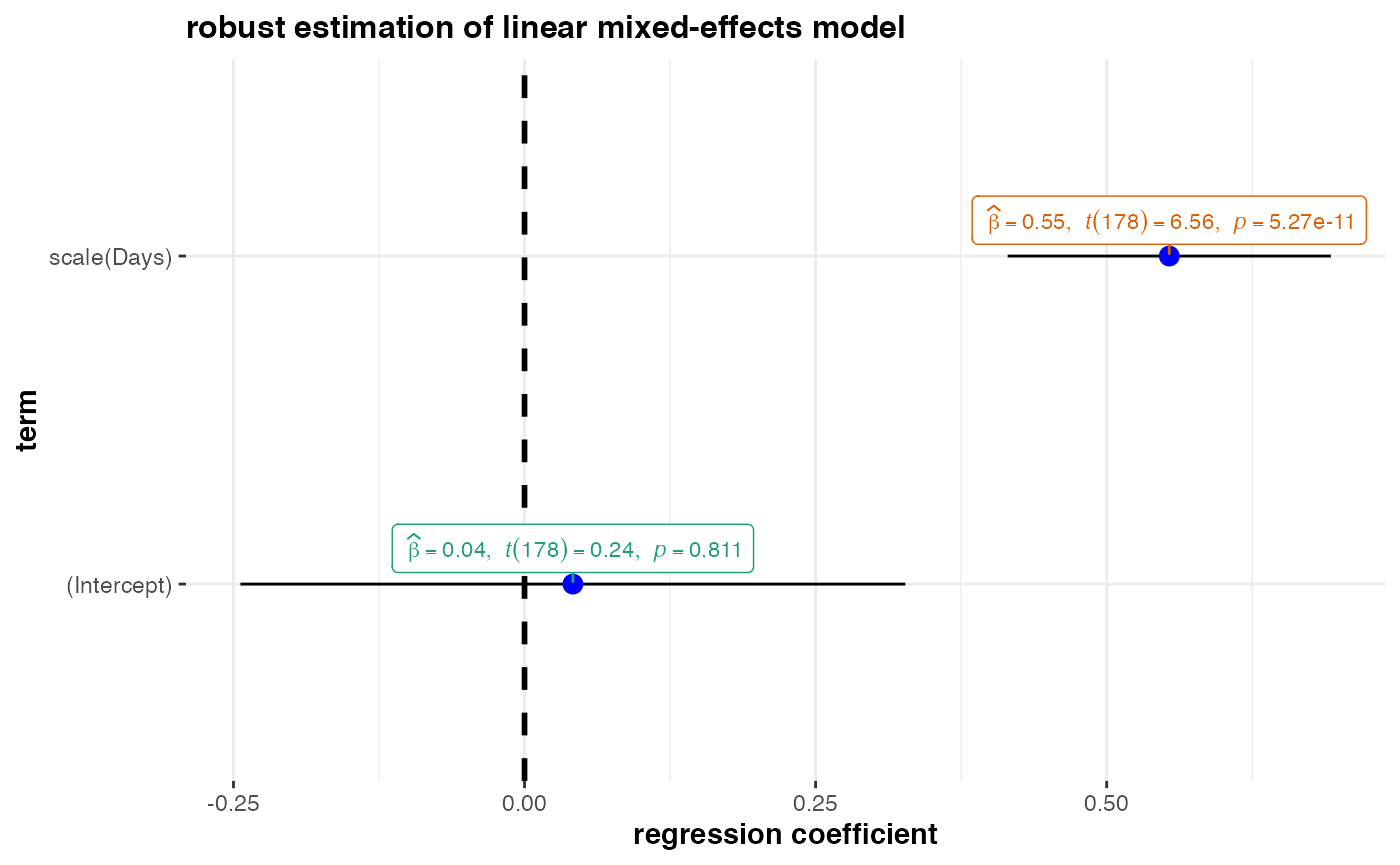 robust estimation of linear mixed-effects model
β̂ = 0.55, t(178) = 6.56, p = 5.27e-11
scale(Days)
term
β̂ = 0.04, t(178) = 0.24, p = 0.811
(Intercept)
-0.25 0.00 0.25 0.50
regression coefficient